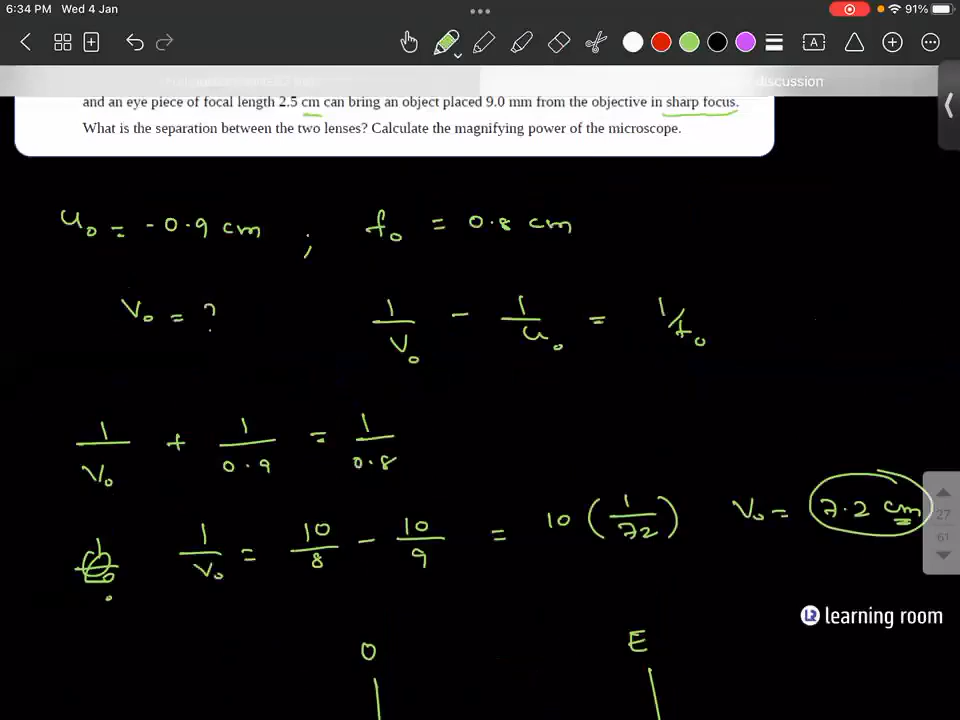 6:34 PM Wed 4 Jan
91%
discussion
and an eye piece of focal length 2.5 cm can bring an object placed 9.0 mm from the objective in sharp focus.
What is the separation between the two lenses? Calculate the magnifying power of the microscope.
u₀ = -0.9 cm ; f₀ = 0.8 cm
V₀ = ? 1/V₀ - 1/u₀ = 1/f₀
1/V₀ + 1/0.9 = 1/0.8
1/V₀ = 10/8 - 10/9 = 10 (1/72) V₀ = 7.2 cm
27
61
learning room
O E